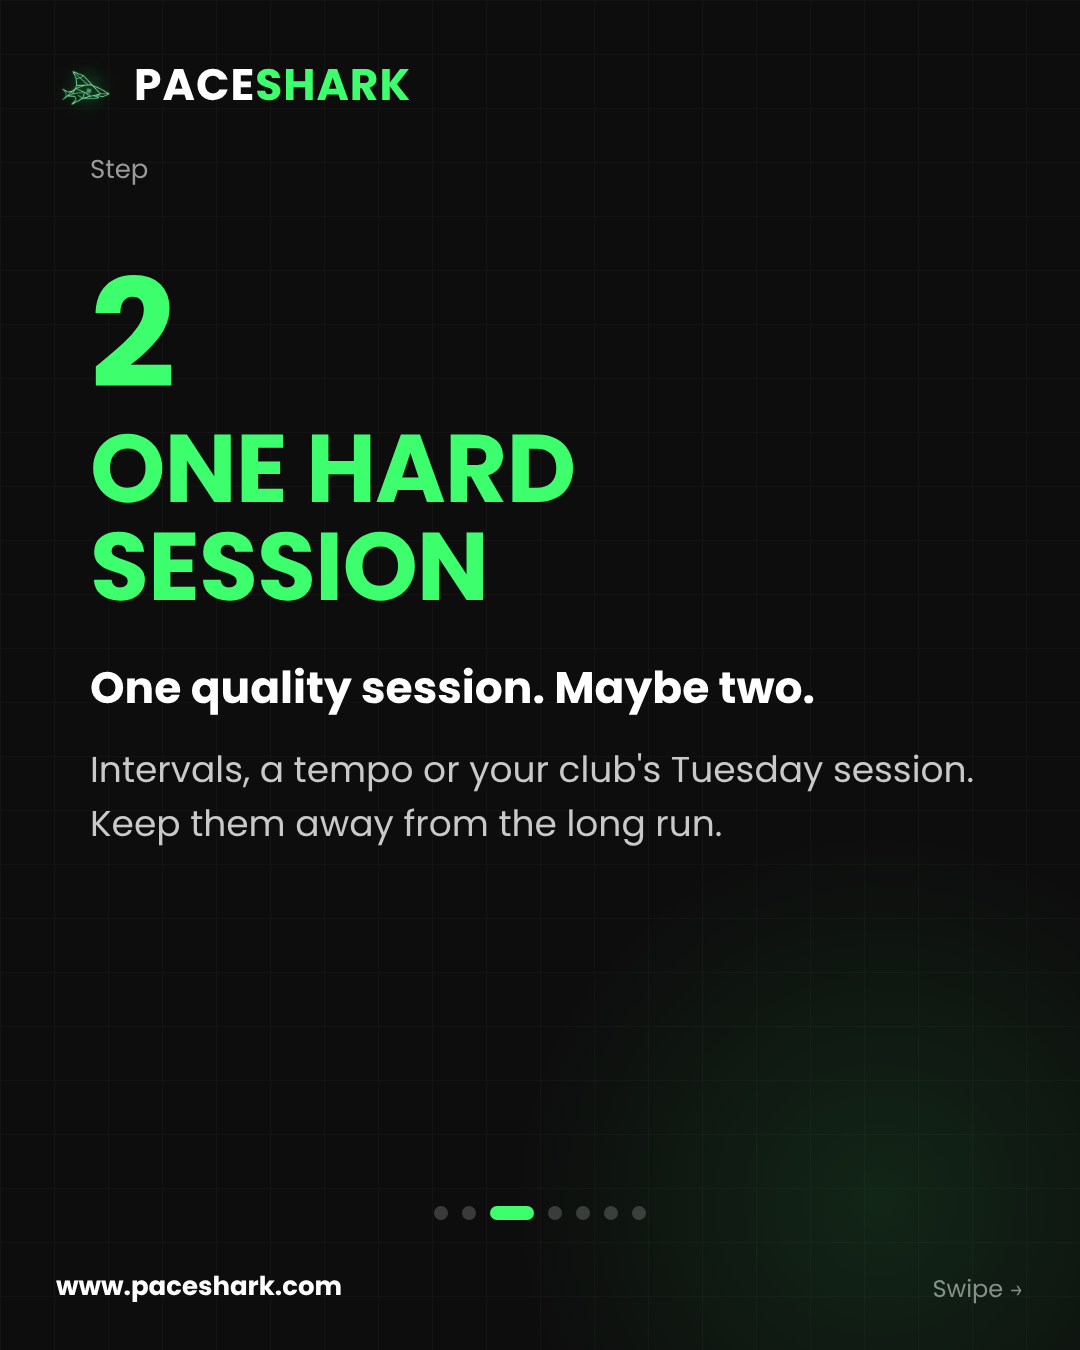 PACESHARK
Step
2
ONE HARD
SESSION
One quality session. Maybe two.
Intervals, a tempo or your club's Tuesday session.
Keep them away from the long run.
www.paceshark.com
Swipe →